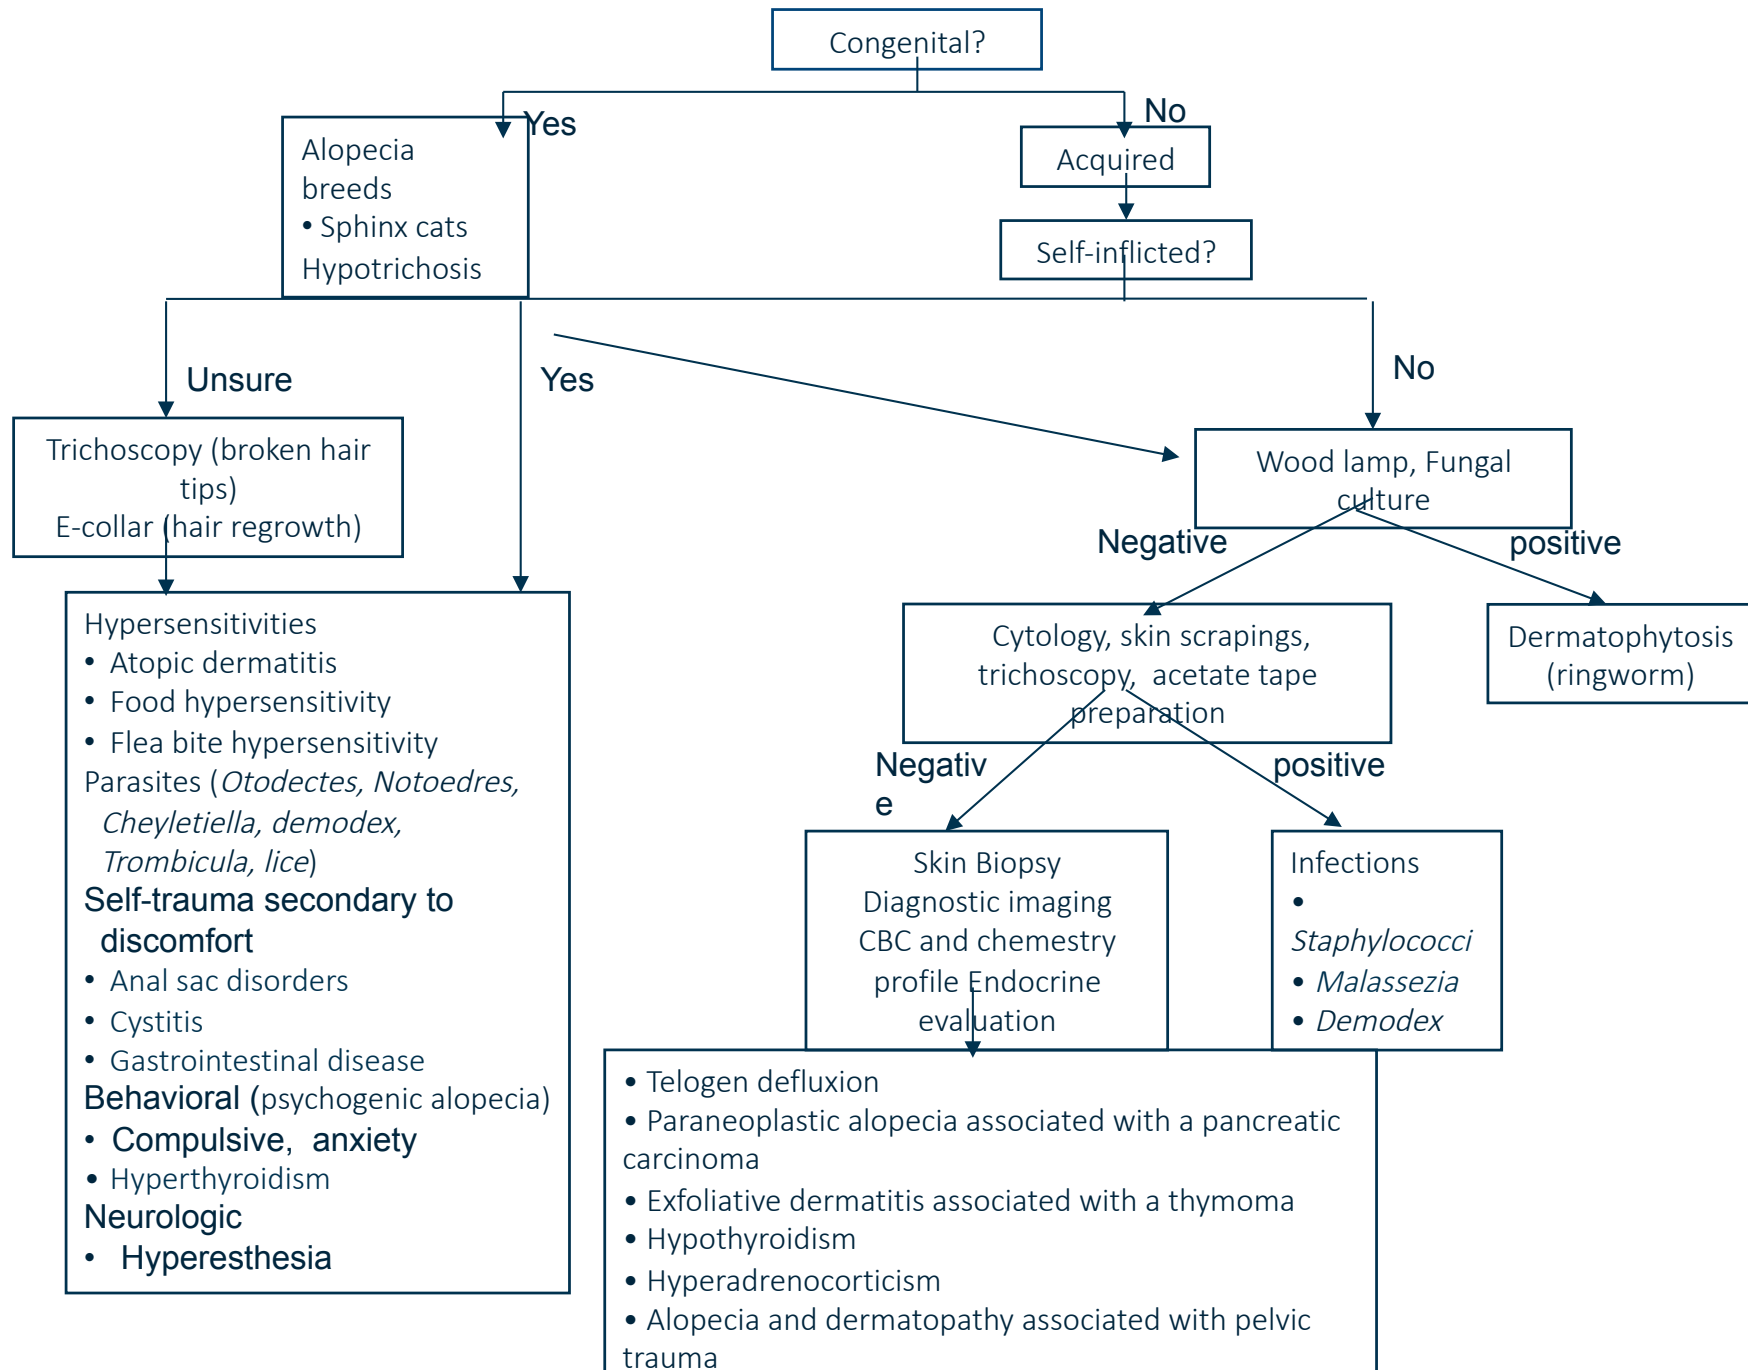 Congenital?
Yes
No
Alopecia
breeds
• Sphinx cats
Hypotrichosis
Acquired
Self-inflicted?
Unsure
Yes
No
Trichoscopy (broken hair
tips)
E-collar (hair regrowth)
Wood lamp, Fungal
culture
Negative
positive
Hypersensitivities
• Atopic dermatitis
• Food hypersensitivity
• Flea bite hypersensitivity
Parasites (Otodectes, Notoedres,
Cheyletiella, demodex,
Trombicula, lice)
Self-trauma secondary to
discomfort
• Anal sac disorders
• Cystitis
• Gastrointestinal disease
Behavioral (psychogenic alopecia)
• Compulsive, anxiety
• Hyperthyroidism
Neurologic
• Hyperesthesia
Cytology, skin scrapings,
trichoscopy, acetate tape
preparation
Dermatophytosis
(ringworm)
Negativ
e
positive
Skin Biopsy
Diagnostic imaging
CBC and chemestry
profile Endocrine
evaluation
Infections
•
Staphylococci
• Malassezia
• Demodex
• Telogen defluxion
• Paraneoplastic alopecia associated with a pancreatic
carcinoma
• Exfoliative dermatitis associated with a thymoma
• Hypothyroidism
• Hyperadrenocorticism
• Alopecia and dermatopathy associated with pelvic
trauma